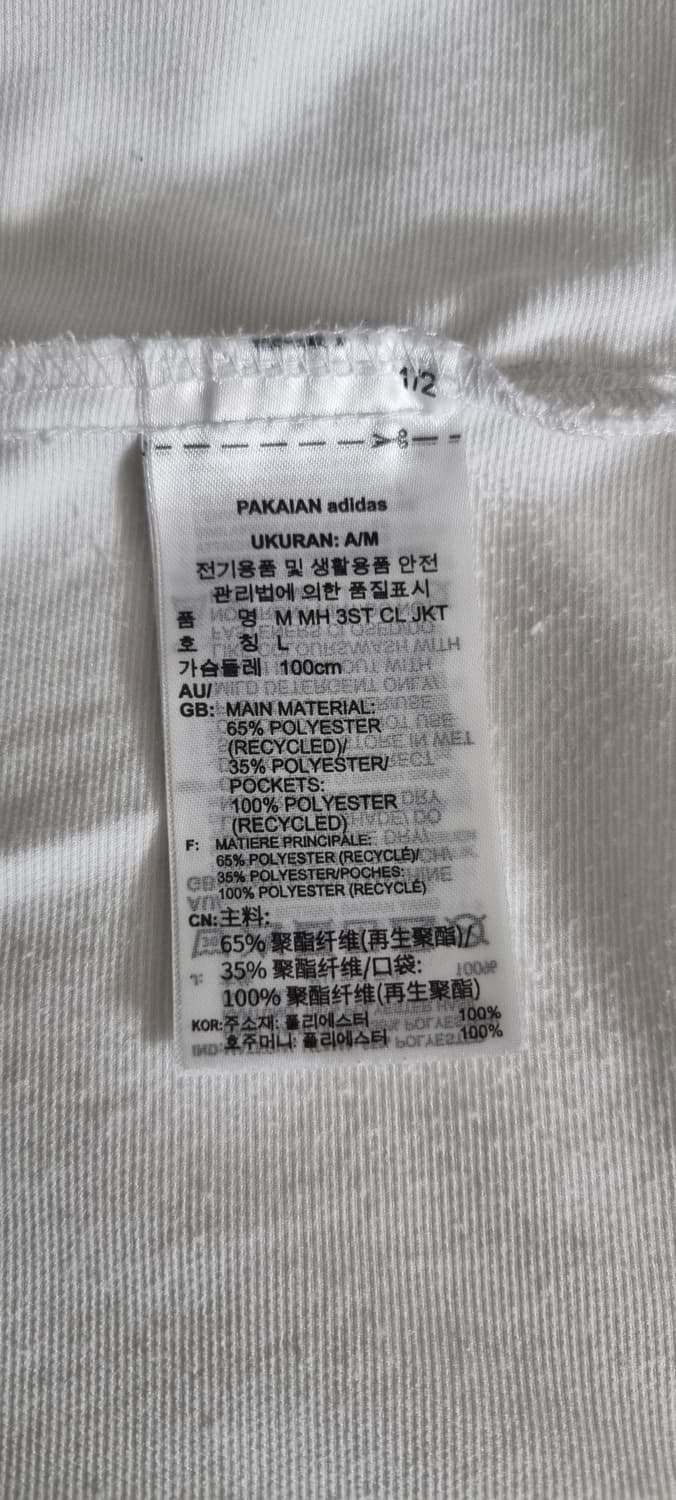 1/2
PAKAIAN adidas
UKURAN: A/M
전기용품 및 생활용품 안전
관리법에 의한 품질표시
품 명 M MH 3ST CL JKT
호 칭 L
가슴둘레 100cm
AU/
GB: MAIN MATERIAL:
65% POLYESTER
(RECYCLED)/
35% POLYESTER/
POCKETS:
100% POLYESTER
(RECYCLED)
F: MATIERE PRINCIPALE:
65% POLYESTER (RECYCLÉ)/
35% POLYESTER/POCHES:
100% POLYESTER (RECYCLÉ)
CN: 主料:
65% 聚酯纤维(再生聚酯)/
35% 聚酯纤维/口袋:
100% 聚酯纤维(再生聚酯)
KOR: 주소재: 폴리에스터 100%
호주머니: 폴리에스터 100%